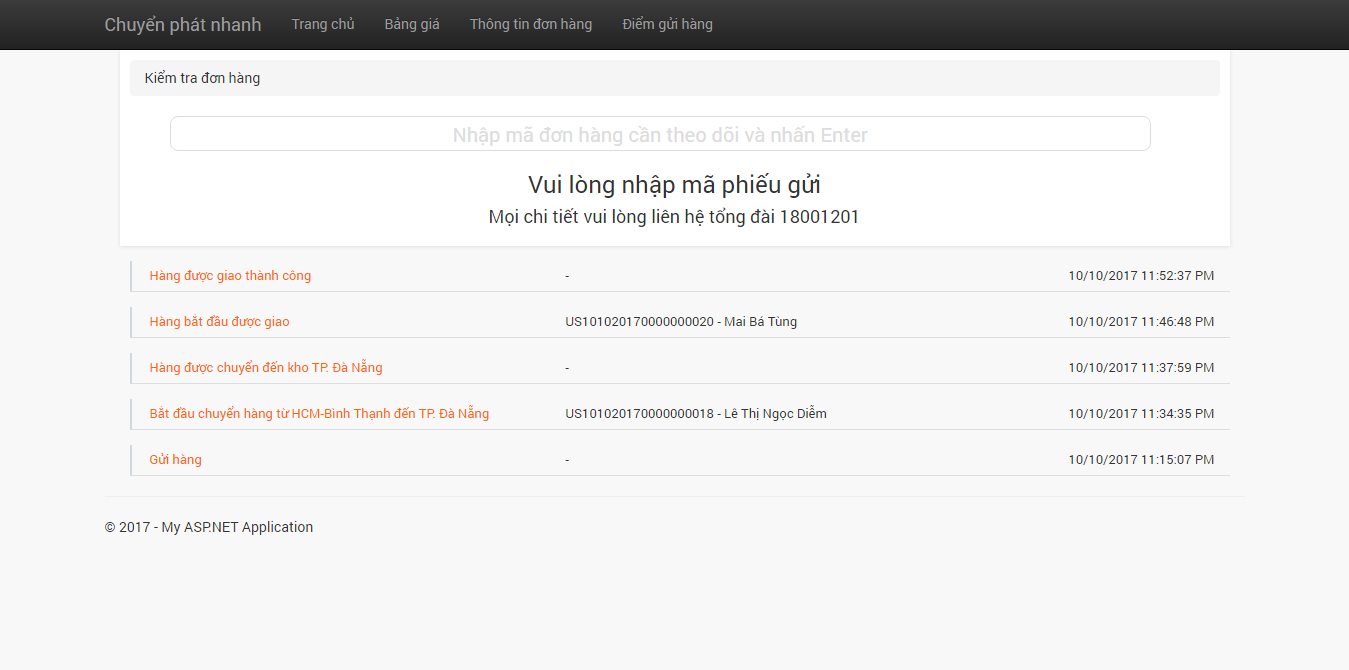 Chuyển phát nhanh Trang chủ Bảng giá Thông tin đơn hàng Điểm gửi hàng
Kiểm tra đơn hàng
Nhập mã đơn hàng cần theo dõi và nhấn Enter
Vui lòng nhập mã phiếu gửi
Mọi chi tiết vui lòng liên hệ tổng đài 18001201
Hàng được giao thành công - 10/10/2017 11:52:37 PM
Hàng bắt đầu được giao US101020170000000020 - Mai Bá Tùng 10/10/2017 11:46:48 PM
Hàng được chuyển đến kho TP. Đà Nẵng - 10/10/2017 11:37:59 PM
Bắt đầu chuyển hàng từ HCM-Bình Thạnh đến TP. Đà Nẵng US101020170000000018 - Lê Thị Ngọc Diễm 10/10/2017 11:34:35 PM
Gửi hàng - 10/10/2017 11:15:07 PM
© 2017 - My ASP.NET Application